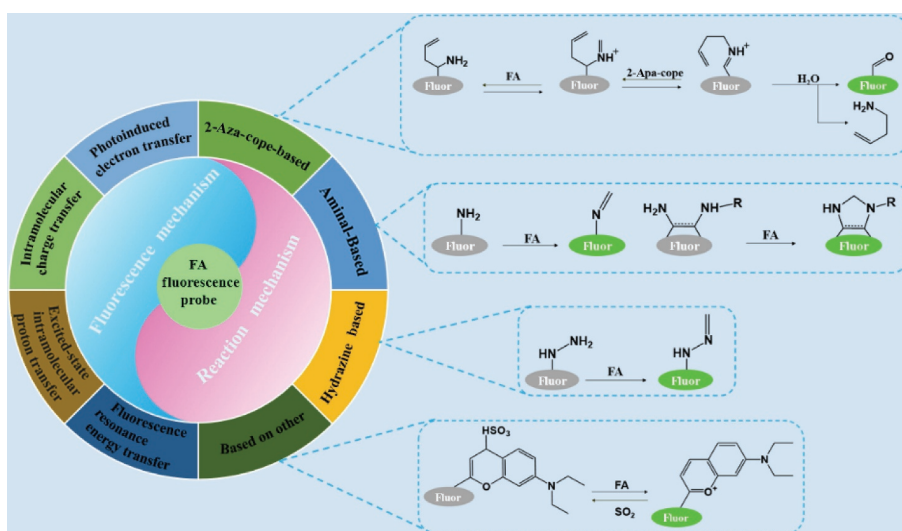 Photoinduced
electron transfer
2-Aza-cope-based
Intramolecular
charge transfer
Aminal-Based
Fluorescence mechanism
FA
fluorescence
probe
Reaction mechanism
Excited-state
intramolecular
proton transfer
Hydrazine based
Fluorescence
resonance
energy transfer
Based on other
NH₂
Fluor
FA
NH⁺
Fluor
2-Apa-cope
NH⁺
Fluor
H₂O
O
Fluor
H₂N
NH₂
Fluor
FA
N
Fluor
H₂N
NH–R
Fluor
FA
HN
N–R
Fluor
HN
NH₂
Fluor
FA
HN
N
Fluor
HSO₃
Fluor
O
N
FA
SO₂
O⁺
N
Fluor